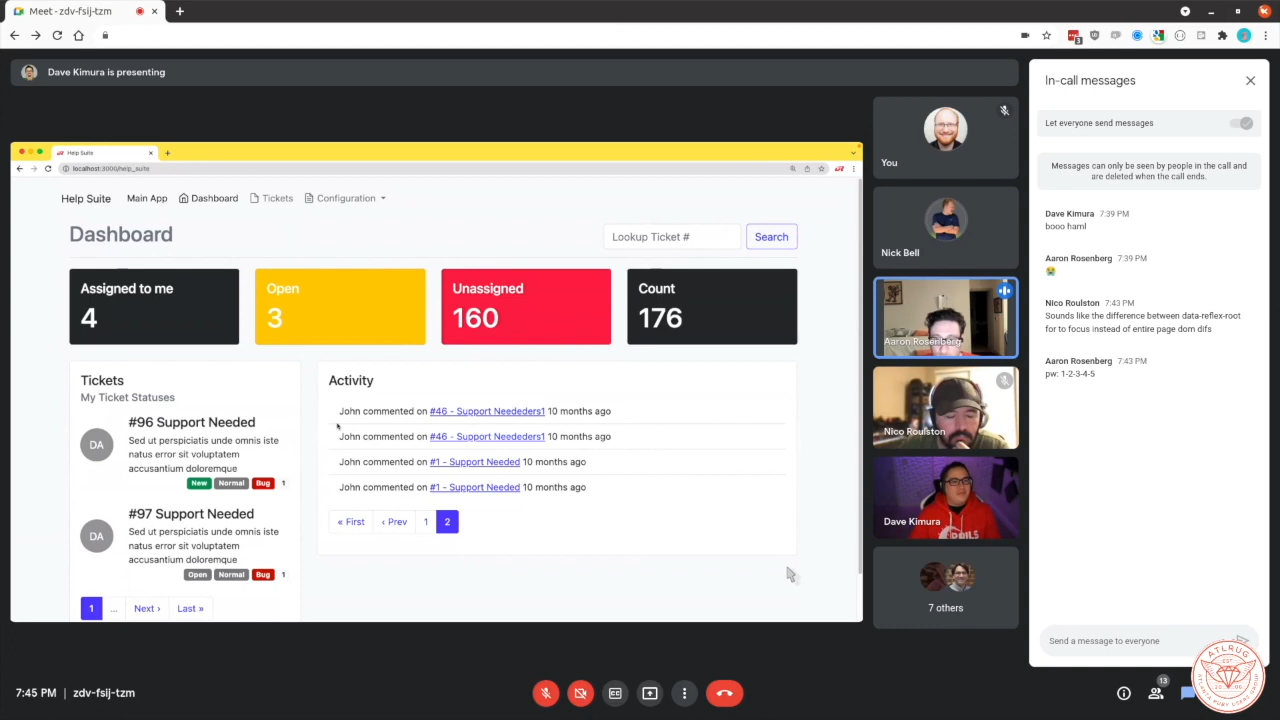 Meet - zdv-fsij-tzm
Dave Kimura is presenting
Help Suite
localhost:3000/help_suite
Help Suite
Main App
Dashboard
Tickets
Configuration
Dashboard
Lookup Ticket #
Search
Assigned to me
4
Open
3
Unassigned
160
Count
176
Tickets
My Ticket Statuses
DA
#96 Support Needed
Sed ut perspiciatis unde omnis iste
natus error sit voluptatem
accusantium doloremque
New Normal Bug 1
DA
#97 Support Needed
Sed ut perspiciatis unde omnis iste
natus error sit voluptatem
accusantium doloremque
Open Normal Bug 1
1 ... Next › Last »
Activity
John commented on #46 - Support Neededers1 10 months ago
John commented on #46 - Support Neededers1 10 months ago
John commented on #1 - Support Needed 10 months ago
John commented on #1 - Support Needed 10 months ago
« First ‹ Prev 1 2
You
Nick Bell
Aaron Rosenberg
Nico Roulston
Dave Kimura
7 others
In-call messages
Let everyone send messages
Messages can only be seen by people in the call and
are deleted when the call ends.
Dave Kimura 7:39 PM
booo haml
Aaron Rosenberg 7:39 PM
😭
Nico Roulston 7:43 PM
Sounds like the difference between data-reflex-root
for to focus instead of entire page dom difs
Aaron Rosenberg 7:43 PM
pw: 1-2-3-4-5
Send a message to everyone
7:45 PM | zdv-fsij-tzm
13
ATLRUG
ATLANTA RUBY USERS GROUP